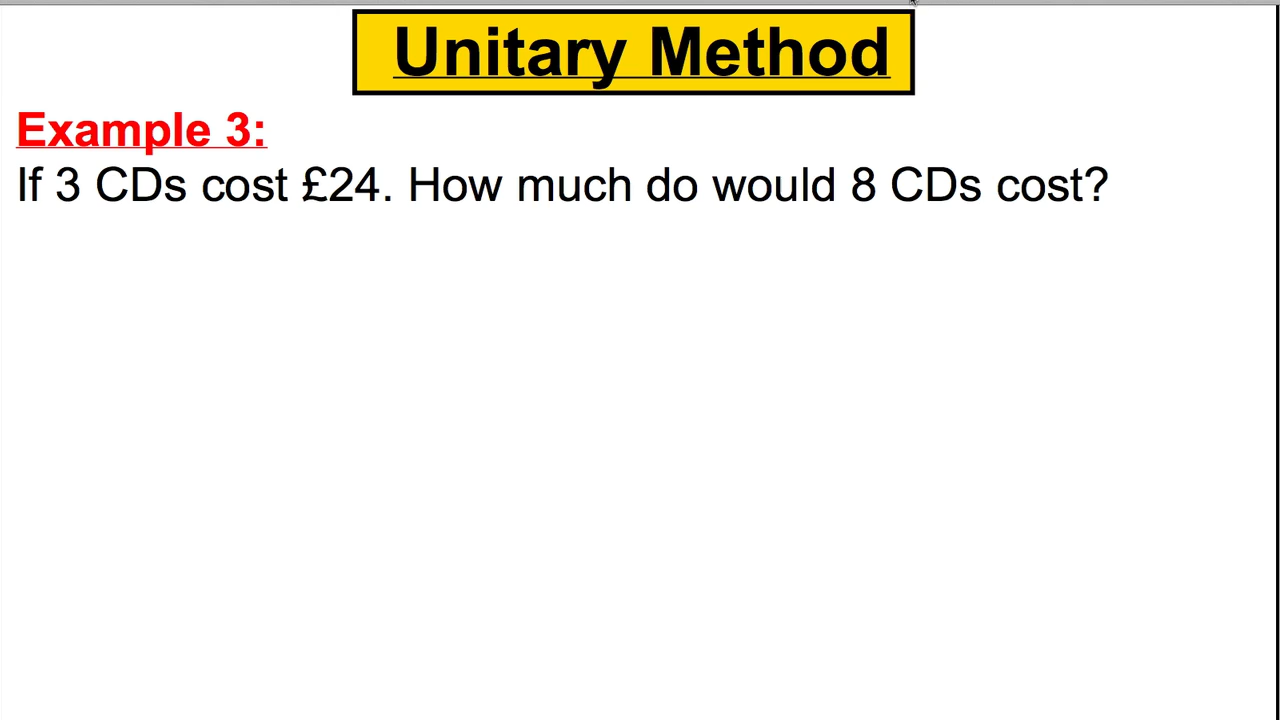 Unitary Method
Example 3:
If 3 CDs cost £24. How much do would 8 CDs cost?